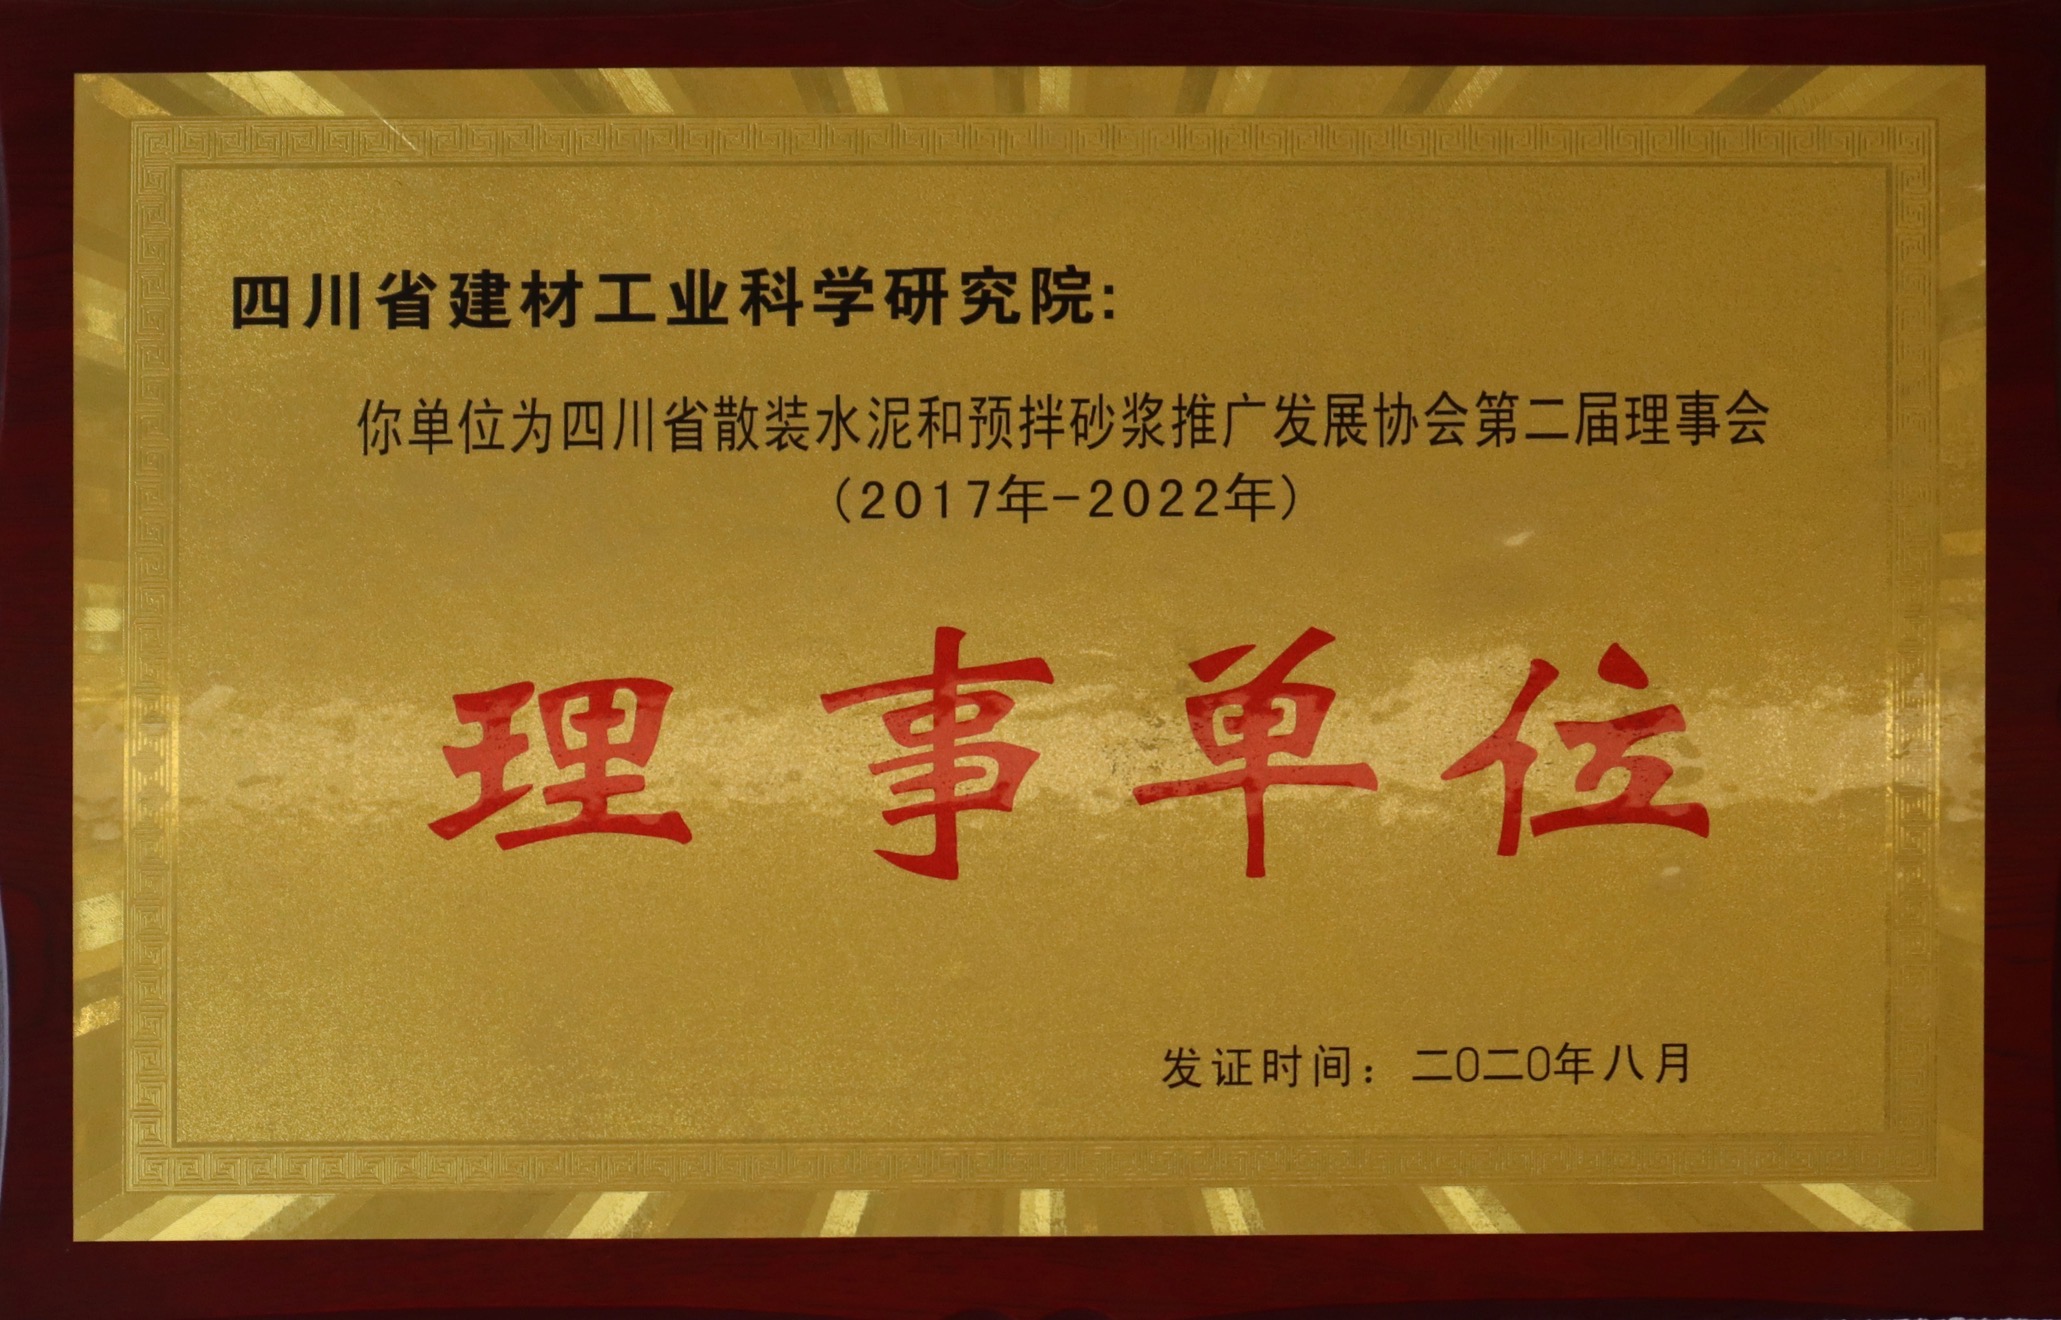 四川省建材工业科学研究院:
你单位为四川省散装水泥和预拌砂浆推广发展协会第二届理事会
(2017年-2022年)
理事单位
发证时间：二〇二〇年八月